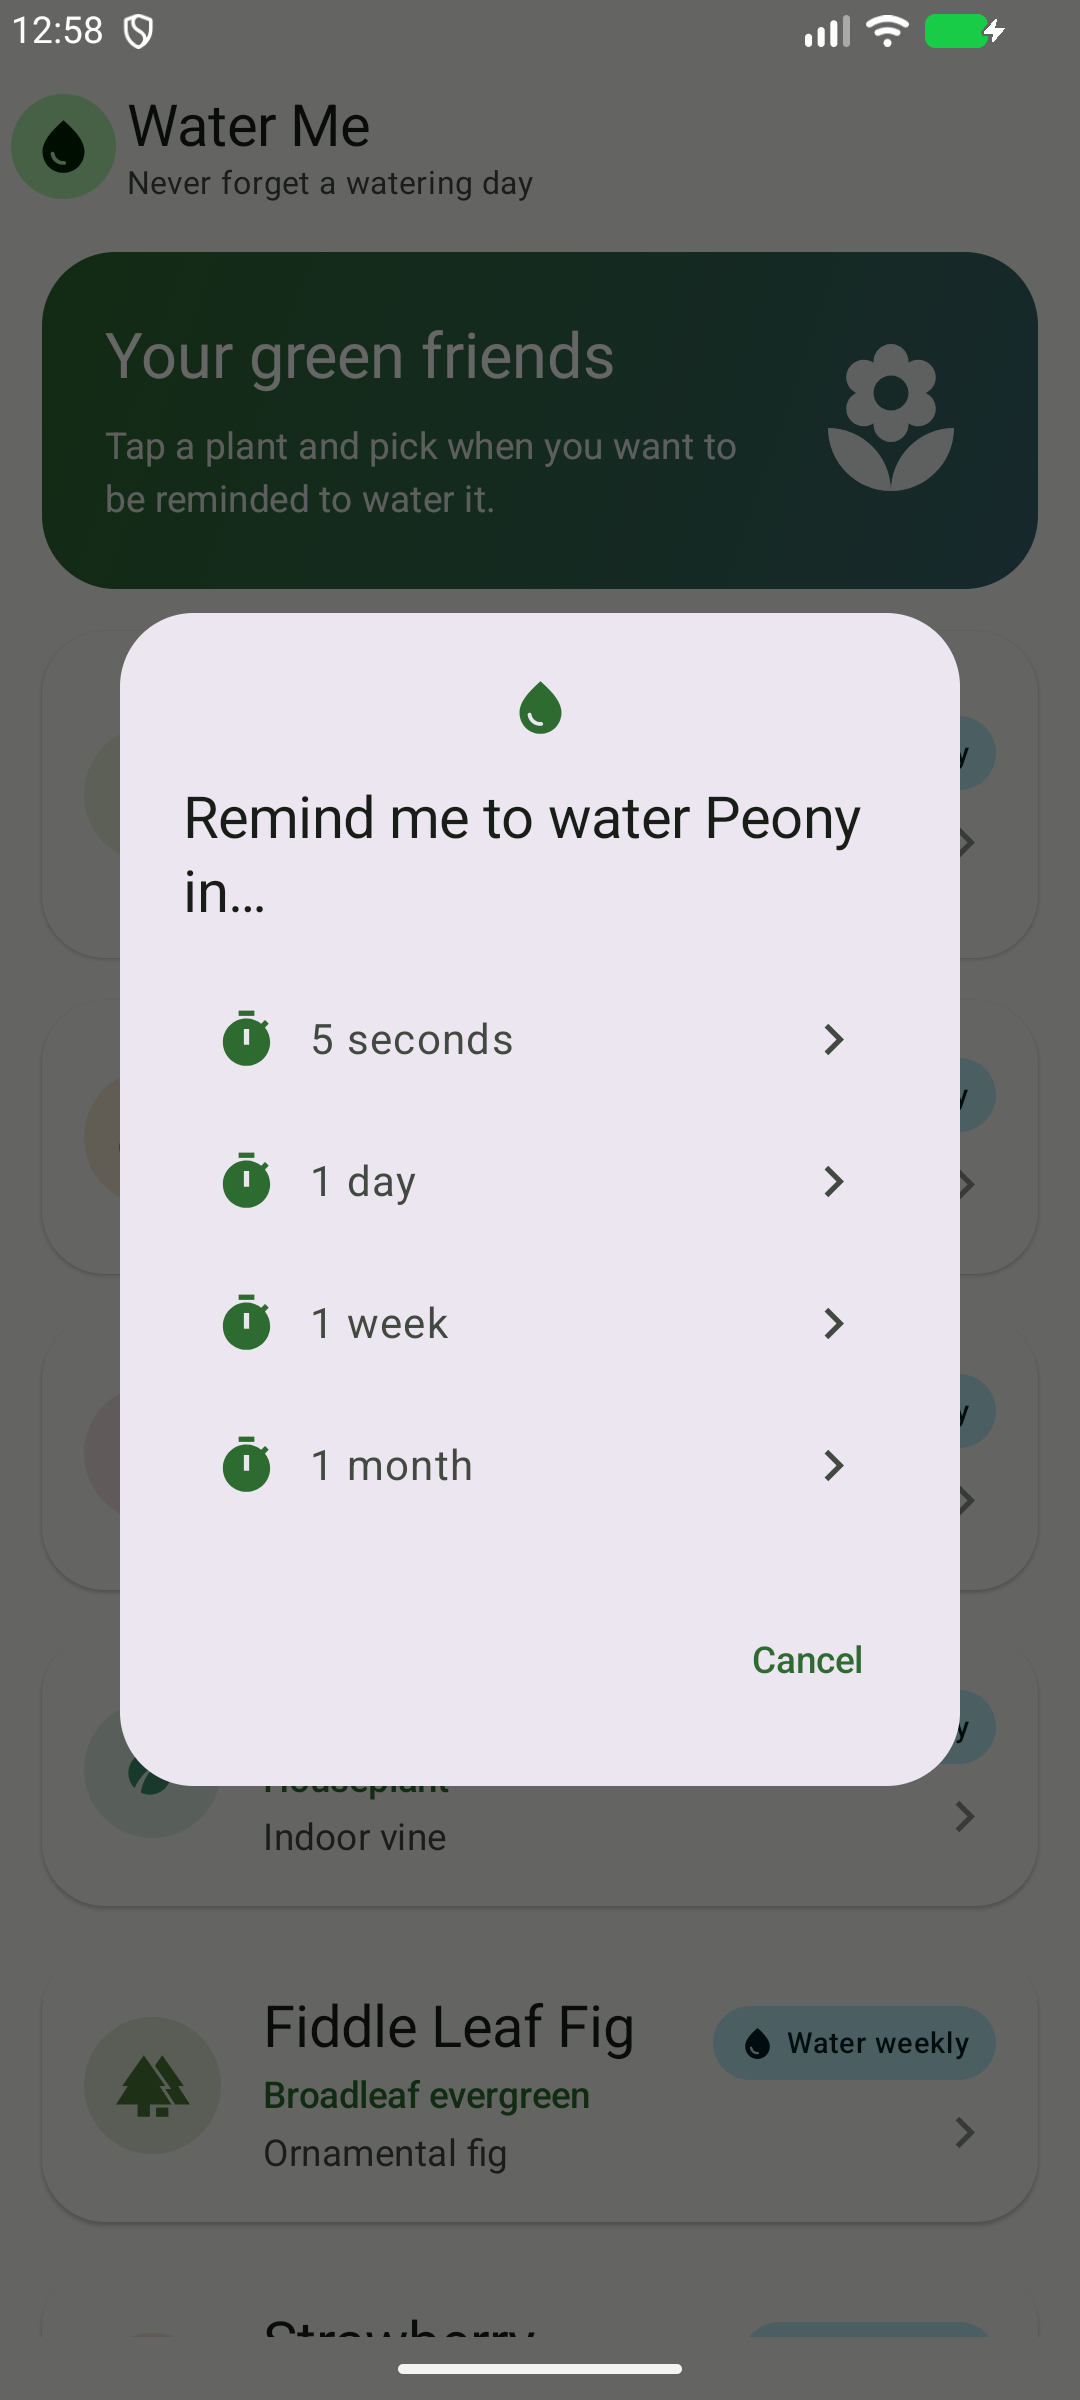 12:58
Water Me
Never forget a watering day
Your green friends
Tap a plant and pick when you want to
be reminded to water it.
Remind me to water Peony
in...
5 seconds
1 day
1 week
1 month
Cancel
Houseplant
Indoor vine
Fiddle Leaf Fig
Water weekly
Broadleaf evergreen
Ornamental fig
Strawberry